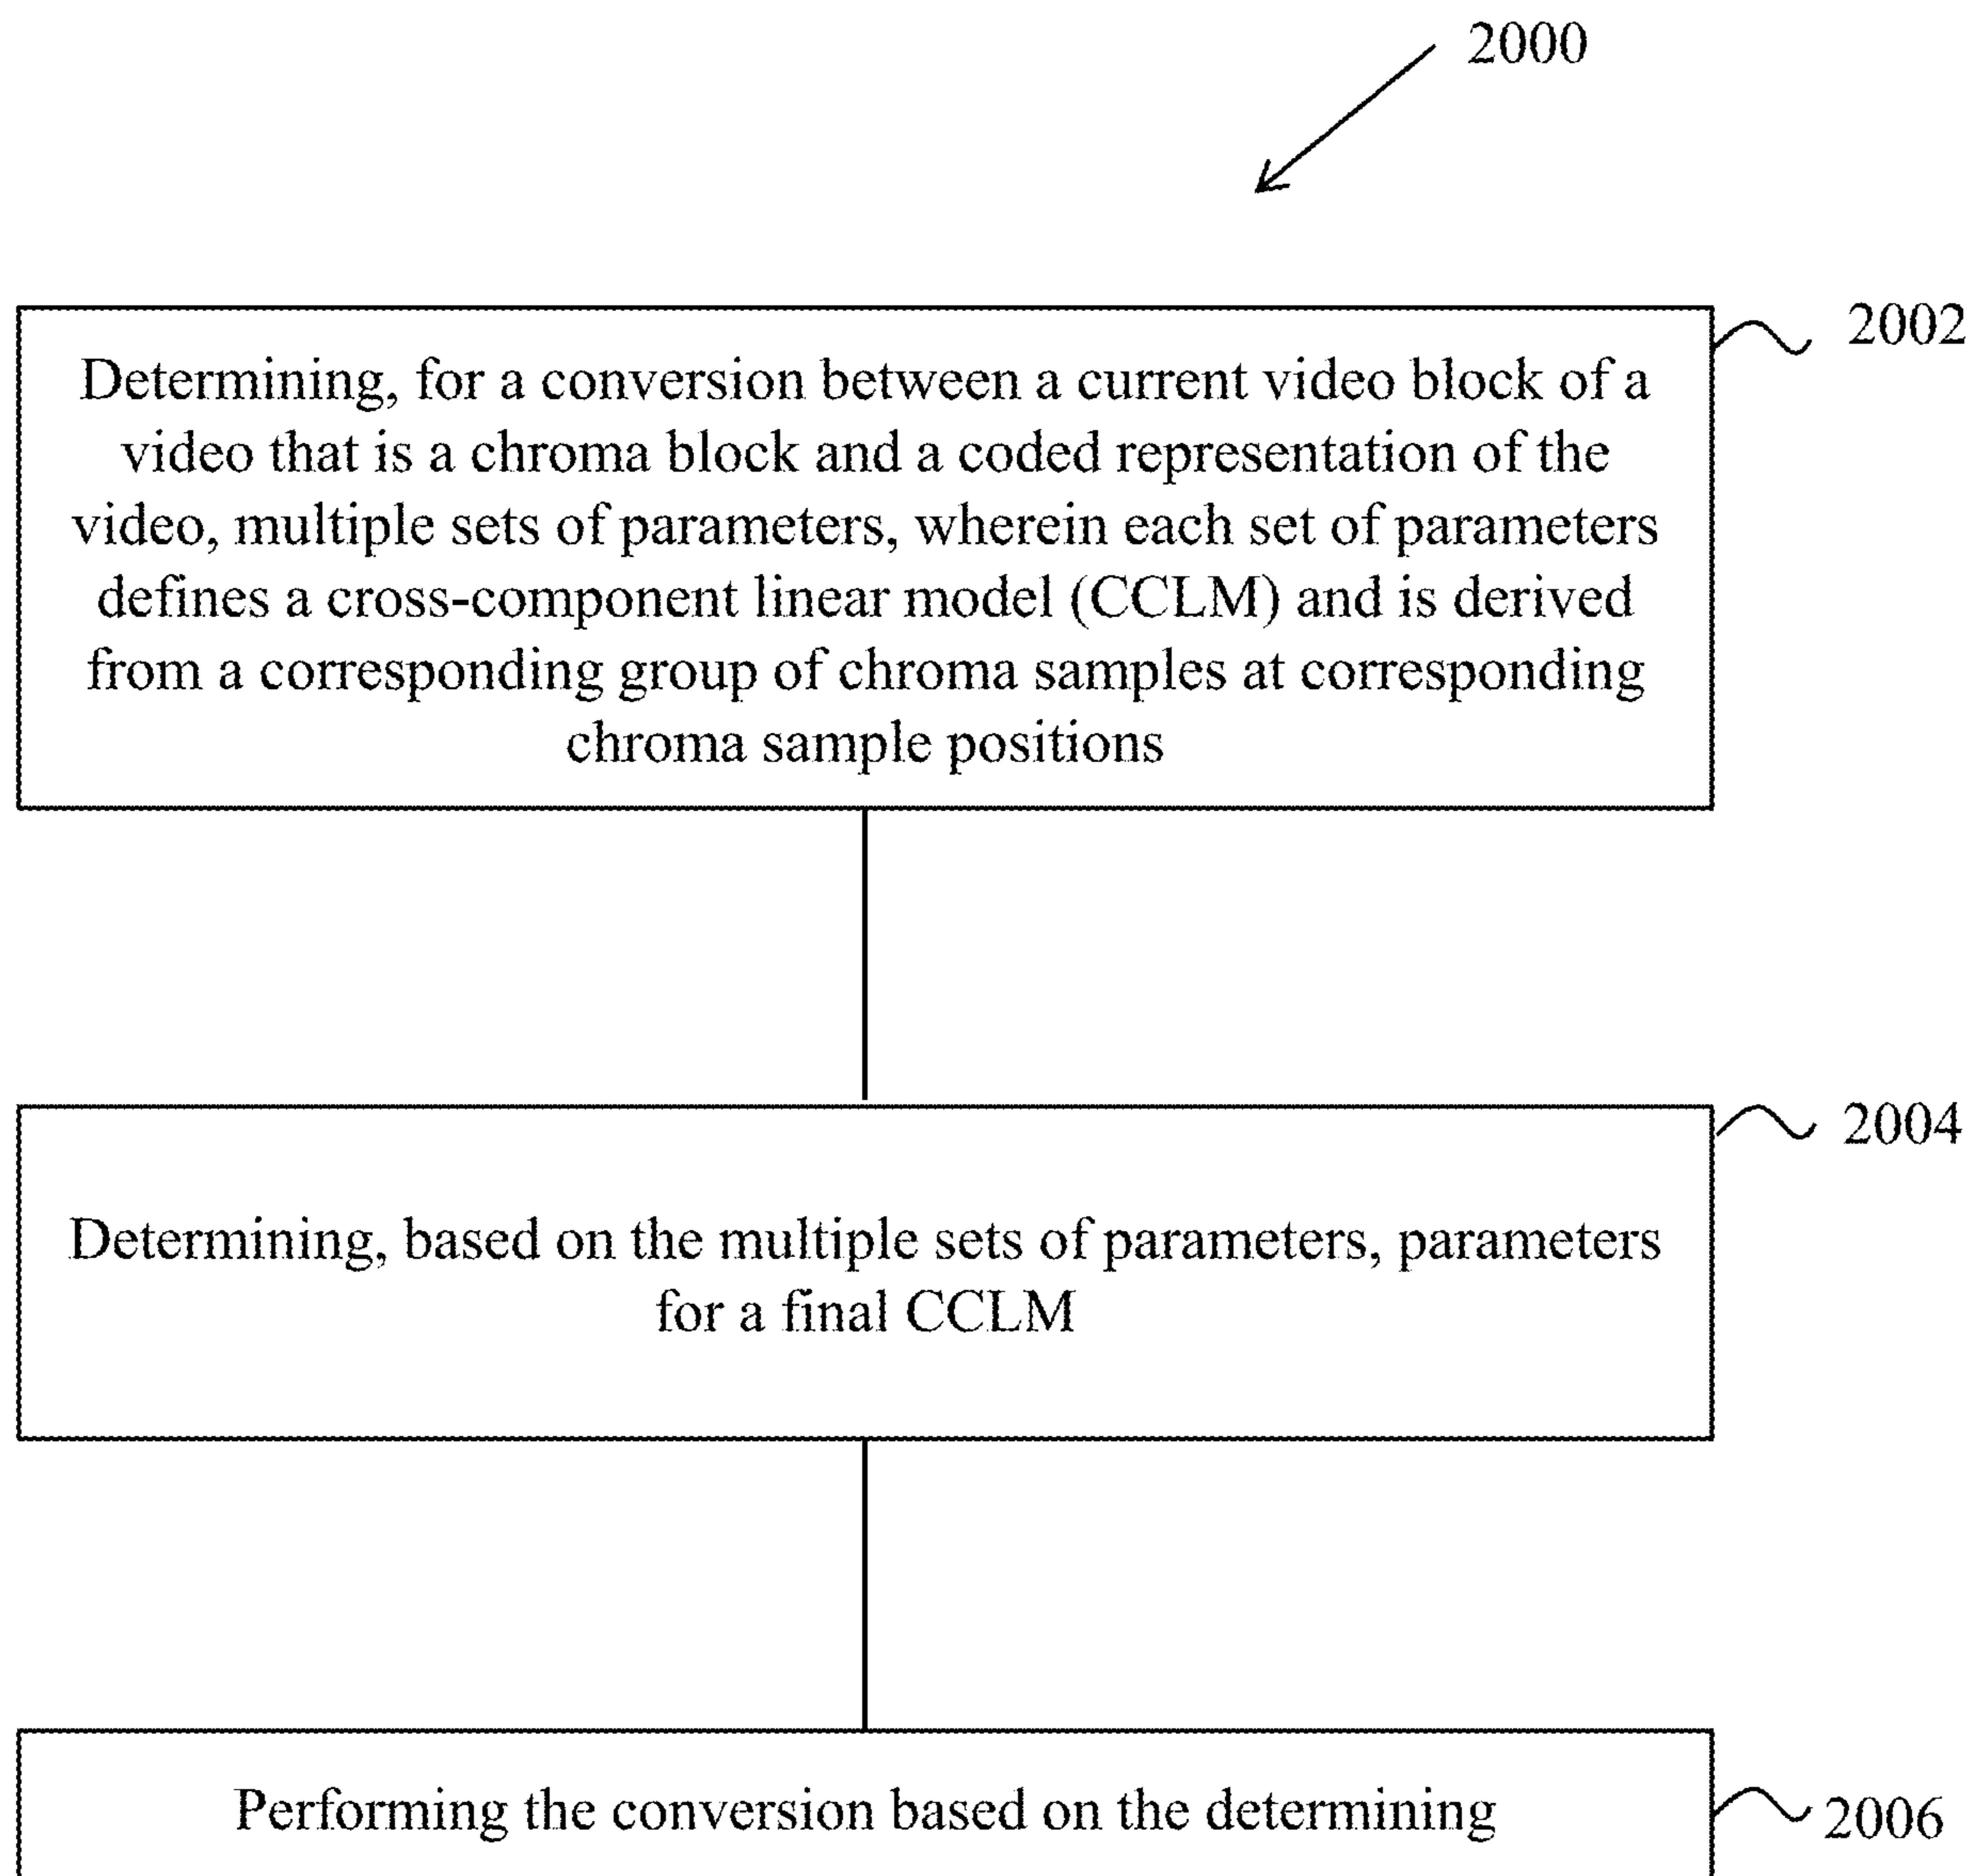 2000
2002
Determining, for a conversion between a current video block of a
video that is a chroma block and a coded representation of the
video, multiple sets of parameters, wherein each set of parameters
defines a cross-component linear model (CCLM) and is derived
from a corresponding group of chroma samples at corresponding
chroma sample positions
2004
Determining, based on the multiple sets of parameters, parameters
for a final CCLM
Performing the conversion based on the determining
2006